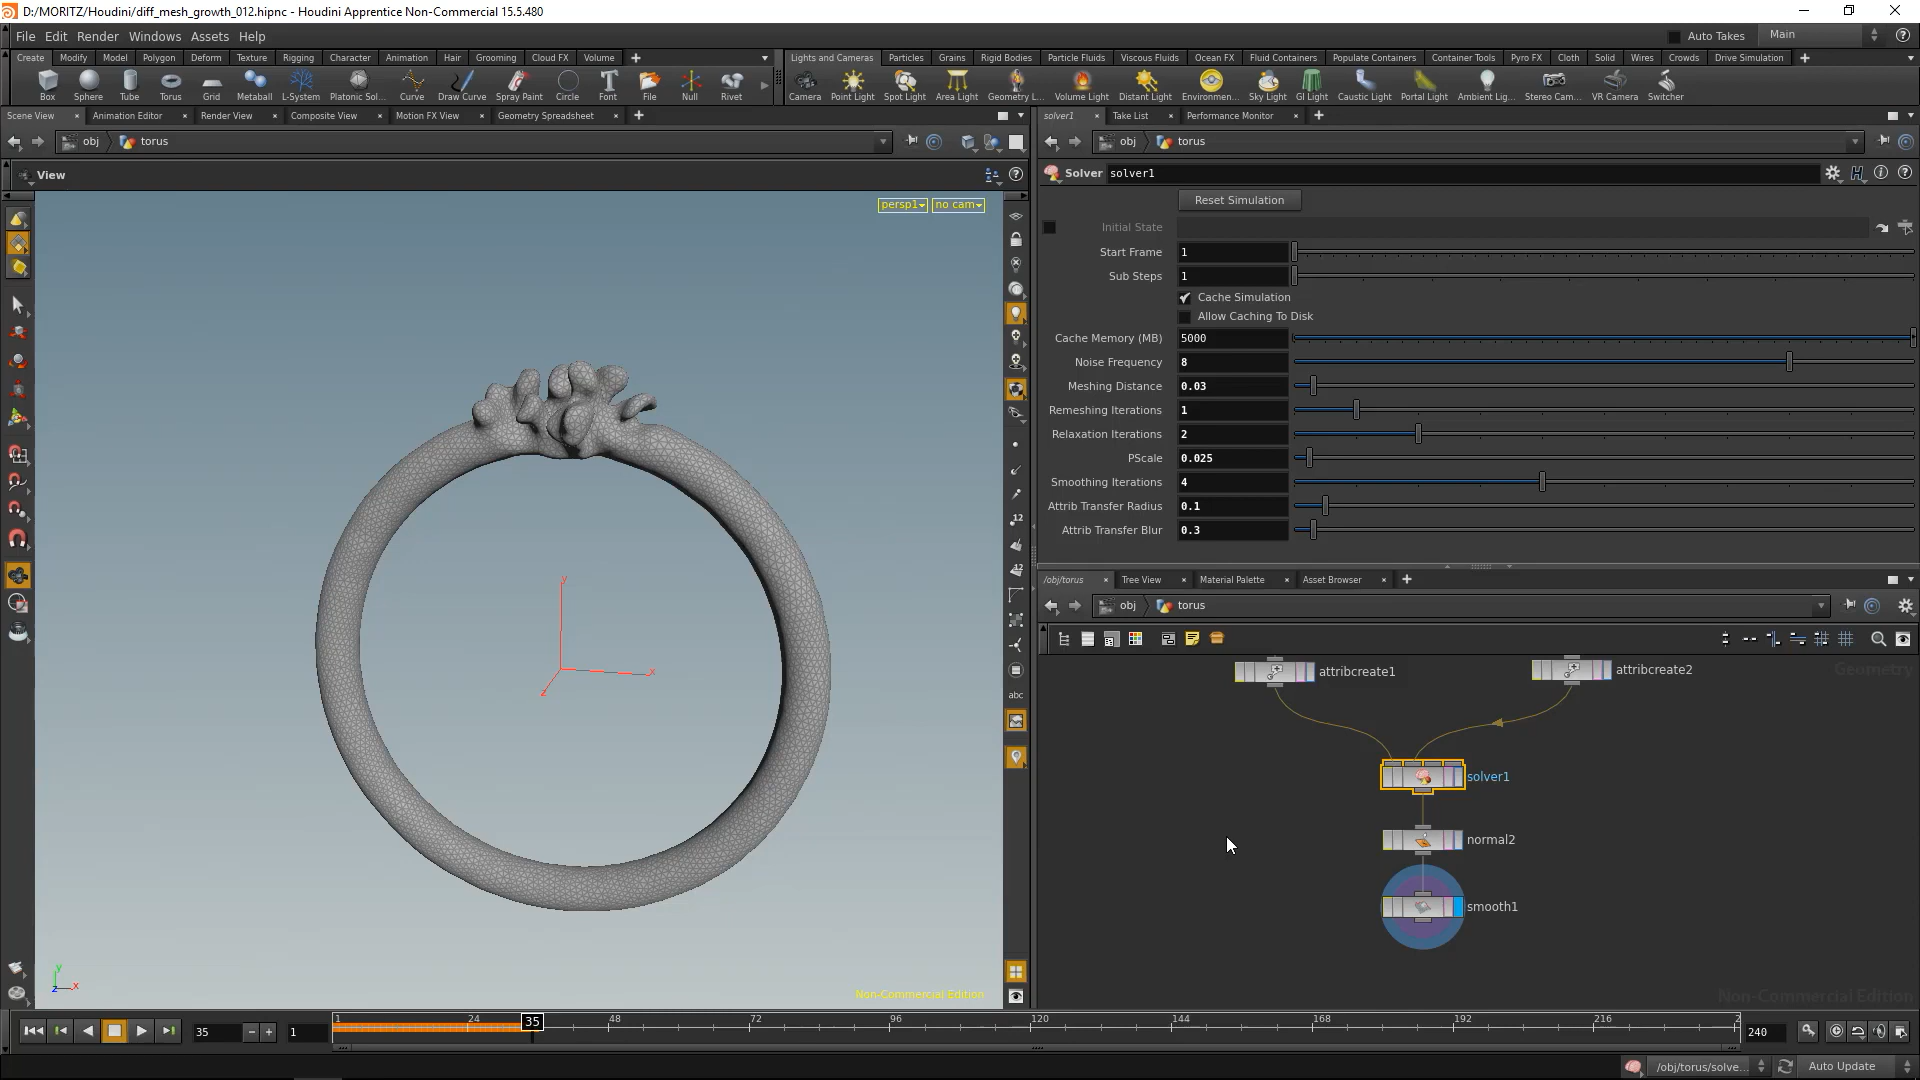 D:/MORITZ/Houdini/diff_mesh_growth_012.hipnc - Houdini Apprentice Non-Commercial 15.5.480
File Edit Render Windows Assets Help
Auto Takes Main
Create Modify Model Polygon Deform Texture Rigging Character Animation Hair Grooming Cloud FX Volume
Lights and Cameras Particles Grains Rigid Bodies Particle Fluids Viscous Fluids Ocean FX Fluid Containers Populate Containers Container Tools Pyro FX Cloth Solid Wires Crowds Drive Simulation
Box Sphere Tube Torus Grid Metaball L-System Platonic Sol... Curve Draw Curve Spray Paint Circle Font File Null Rivet
Camera Point Light Spot Light Area Light Geometry L... Volume Light Distant Light Environmen... Sky Light GI Light Caustic Light Portal Light Ambient Lig... Stereo Cam... VR Camera Switcher
Scene View Animation Editor Render View Composite View Motion FX View Geometry Spreadsheet
solver1 Take List Performance Monitor
obj torus
obj torus
View
persp1 no cam
Solver solver1
Reset Simulation
Initial State
Start Frame 1
Sub Steps 1
Cache Simulation
Allow Caching To Disk
Cache Memory (MB) 5000
Noise Frequency 8
Meshing Distance 0.03
Remeshing Iterations 1
Relaxation Iterations 2
PScale 0.025
Smoothing Iterations 4
Attrib Transfer Radius 0.1
Attrib Transfer Blur 0.3
12
12
abc
y
x
z
y
z x
Non-Commercial Edition
/obj/torus Tree View Material Palette Asset Browser
obj torus
Geometry
attribcreate1
attribcreate2
solver1
normal2
smooth1
Non-Commercial Edition
35 1
1 24 35 48 72 96 120 144 168 192 216 2
240
/obj/torus/solve... Auto Update